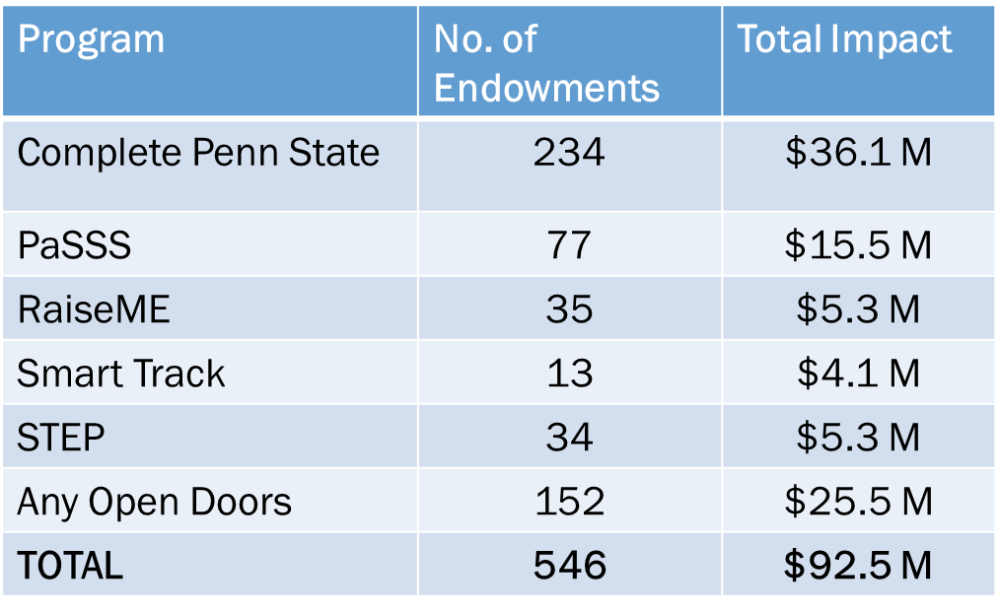 Program No. of Total Impact
Endowments
Complete Penn State 234 $36.1 M
PaSSS 77 $15.5 M
RaiseME 35 $5.3 M
Smart Track 13 $4.1 M
STEP 34 $5.3 M
Any Open Doors 152 $25.5 M
TOTAL 546 $92.5 M